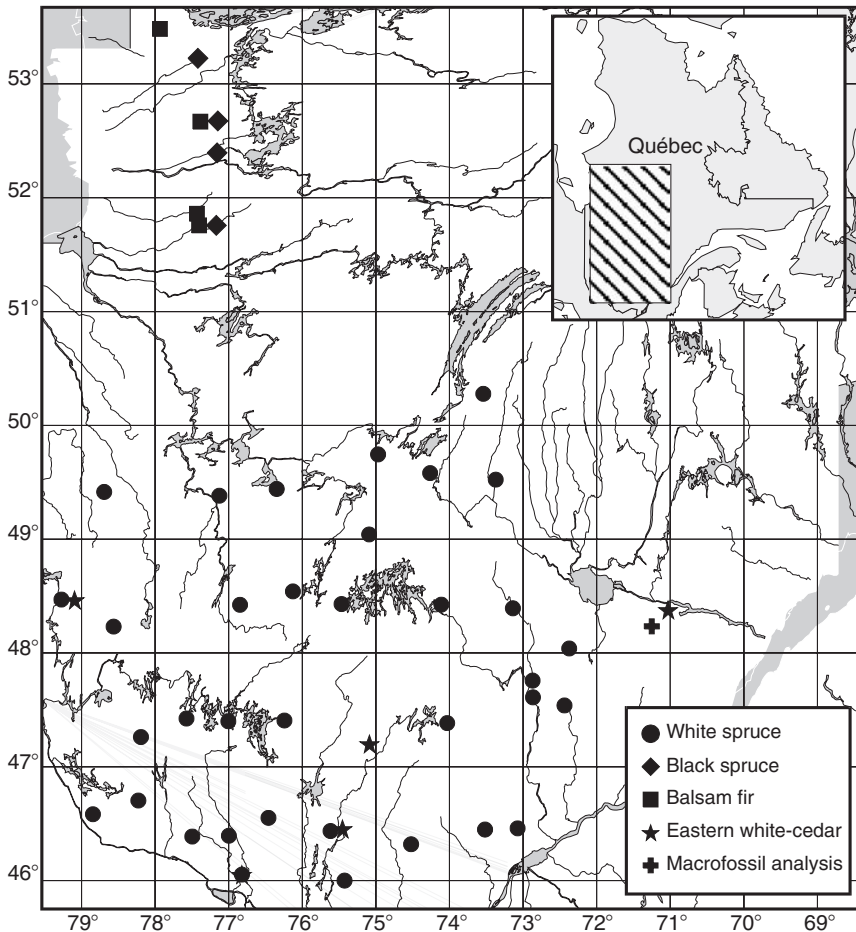 Québec
53°
52°
51°
50°
49°
48°
47°
46°
White spruce
Black spruce
Balsam fir
Eastern white-cedar
Macrofossil analysis
79° 78° 77° 76° 75° 74° 73° 72° 71° 70° 69°